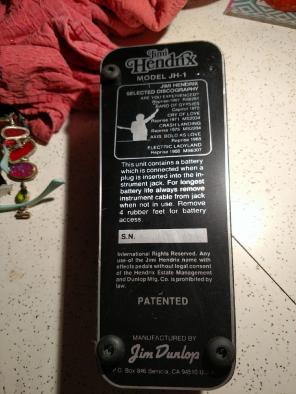 Jimi
Hendrix
MODEL JH-1
JIMI HENDRIX
SELECTED DISCOGRAPHY
ARE YOU EXPERIENCED?
Reprise 1967
BAND OF GYPSYS
Capitol 1970
CRY OF LOVE
Reprise 1971 MS2034
CRASH LANDING
Reprise 1975 MS2204
AXIS: BOLD AS LOVE
Reprise 1968
ELECTRIC LADYLAND
Reprise 1968
This unit contains a battery
which is connected when a
plug is inserted into the in-
strument jack. For longest
battery life always remove
instrument cable from jack
when not in use. Remove
4 rubber feet for battery
access.
S.N.
International Rights Reserved. Any
use of the Jimi Hendrix name with
effects pedals without legal consent
of the Hendrix Estate Management
and Dunlop Mfg. Co. is prohibited by
law.
PATENTED
MANUFACTURED BY
Jim Dunlop
P.O. Box 846 Benicia, CA 94510 U.S.